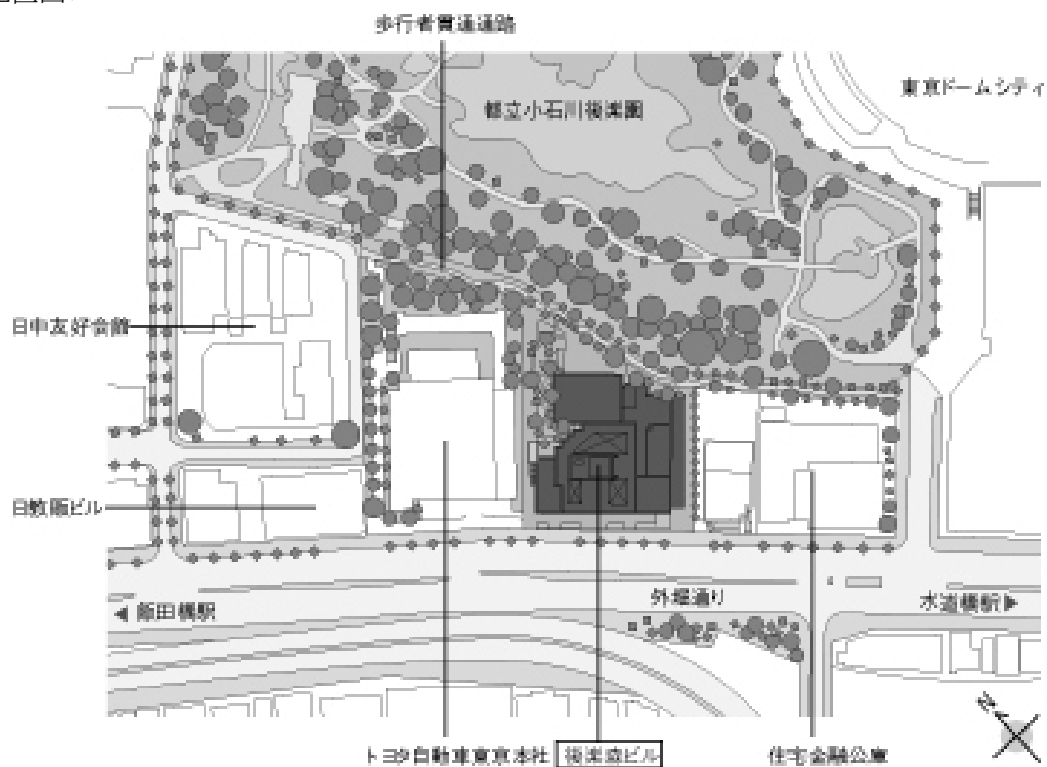 歩行者貫通通路
東京ドームシティ
都立小石川後楽園
日中友好会館
日教販ビル
外堀通り
◀ 飯田橋駅
水道橋駅▶
N
トヨタ自動車東京本社
後楽森ビル
住宅金融公庫